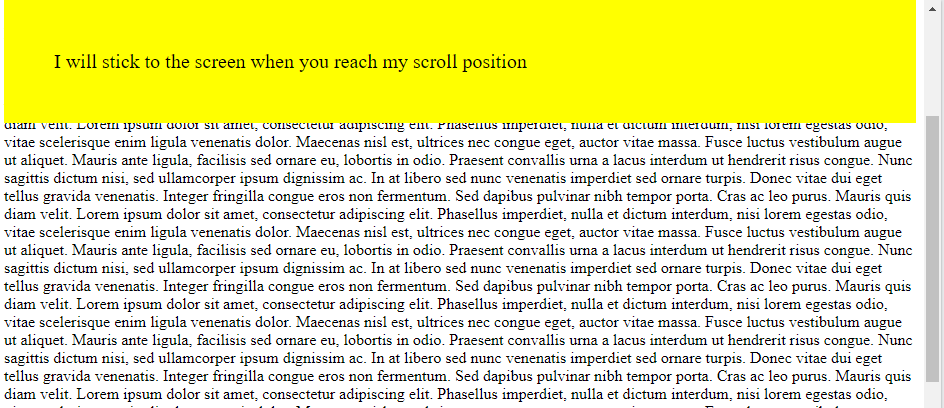 I will stick to the screen when you reach my scroll position
diam velit. Lorem ipsum dolor sit amet, consectetur adipiscing elit. Phasellus imperdiet, nulla et dictum interdum, nisi lorem egestas odio,
vitae scelerisque enim ligula venenatis dolor. Maecenas nisl est, ultrices nec congue eget, auctor vitae massa. Fusce luctus vestibulum augue
ut aliquet. Mauris ante ligula, facilisis sed ornare eu, lobortis in odio. Praesent convallis urna a lacus interdum ut hendrerit risus congue. Nunc
sagittis dictum nisi, sed ullamcorper ipsum dignissim ac. In at libero sed nunc venenatis imperdiet sed ornare turpis. Donec vitae dui eget
tellus gravida venenatis. Integer fringilla congue eros non fermentum. Sed dapibus pulvinar nibh tempor porta. Cras ac leo purus. Mauris quis
diam velit. Lorem ipsum dolor sit amet, consectetur adipiscing elit. Phasellus imperdiet, nulla et dictum interdum, nisi lorem egestas odio,
vitae scelerisque enim ligula venenatis dolor. Maecenas nisl est, ultrices nec congue eget, auctor vitae massa. Fusce luctus vestibulum augue
ut aliquet. Mauris ante ligula, facilisis sed ornare eu, lobortis in odio. Praesent convallis urna a lacus interdum ut hendrerit risus congue. Nunc
sagittis dictum nisi, sed ullamcorper ipsum dignissim ac. In at libero sed nunc venenatis imperdiet sed ornare turpis. Donec vitae dui eget
tellus gravida venenatis. Integer fringilla congue eros non fermentum. Sed dapibus pulvinar nibh tempor porta. Cras ac leo purus. Mauris quis
diam velit. Lorem ipsum dolor sit amet, consectetur adipiscing elit. Phasellus imperdiet, nulla et dictum interdum, nisi lorem egestas odio,
vitae scelerisque enim ligula venenatis dolor. Maecenas nisl est, ultrices nec congue eget, auctor vitae massa. Fusce luctus vestibulum augue
ut aliquet. Mauris ante ligula, facilisis sed ornare eu, lobortis in odio. Praesent convallis urna a lacus interdum ut hendrerit risus congue. Nunc
sagittis dictum nisi, sed ullamcorper ipsum dignissim ac. In at libero sed nunc venenatis imperdiet sed ornare turpis. Donec vitae dui eget
tellus gravida venenatis. Integer fringilla congue eros non fermentum. Sed dapibus pulvinar nibh tempor porta. Cras ac leo purus. Mauris quis
diam velit. Lorem ipsum dolor sit amet, consectetur adipiscing elit. Phasellus imperdiet, nulla et dictum interdum, nisi lorem egestas odio,